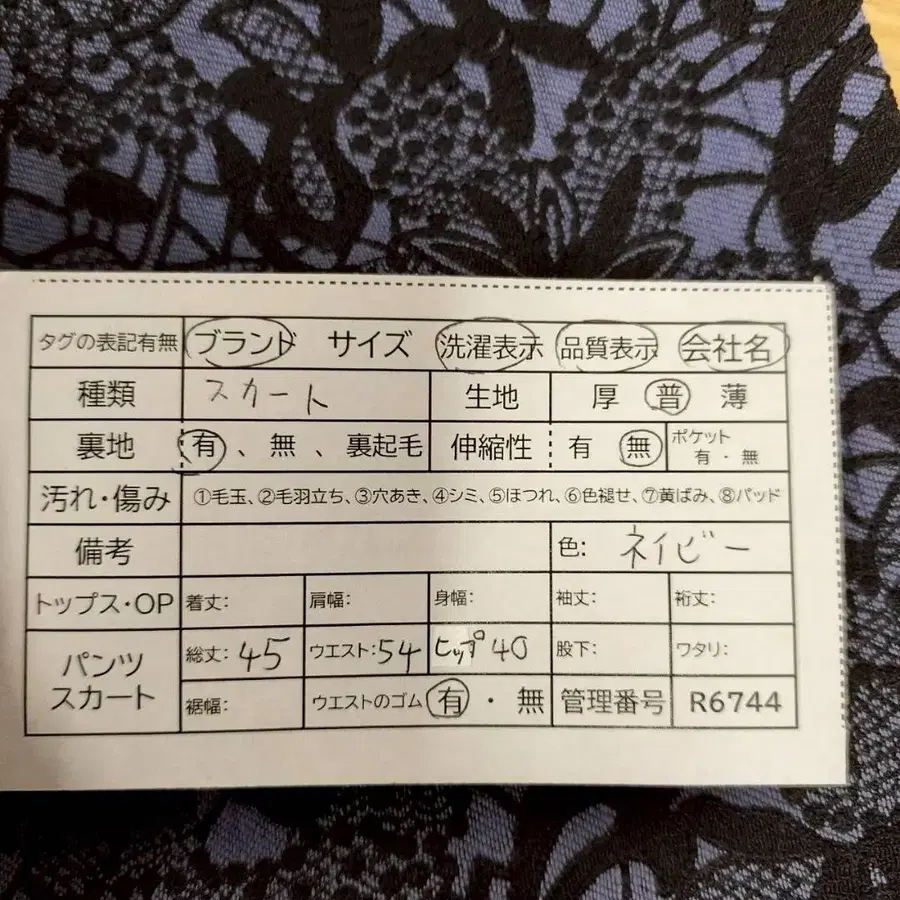 タグの表記有無 ブランド サイズ 洗濯表示 品質表示 会社名
種類 スカート 生地 厚 普 薄
裏地 有、無、裏起毛 伸縮性 有 無 ポケット 有・無
汚れ・傷み ①毛玉、②毛羽立ち、③穴あき、④シミ、⑤ほつれ、⑥色褪せ、⑦黄ばみ、⑧パッド
備考 色: ネイビー
トップス・OP 着丈: 肩幅: 身幅: 袖丈: 裄丈:
パンツ スカート 総丈: 45 ウエスト: 54 ヒップ 40 股下: ワタリ:
裾幅: ウエストのゴム 有・無 管理番号 R6744